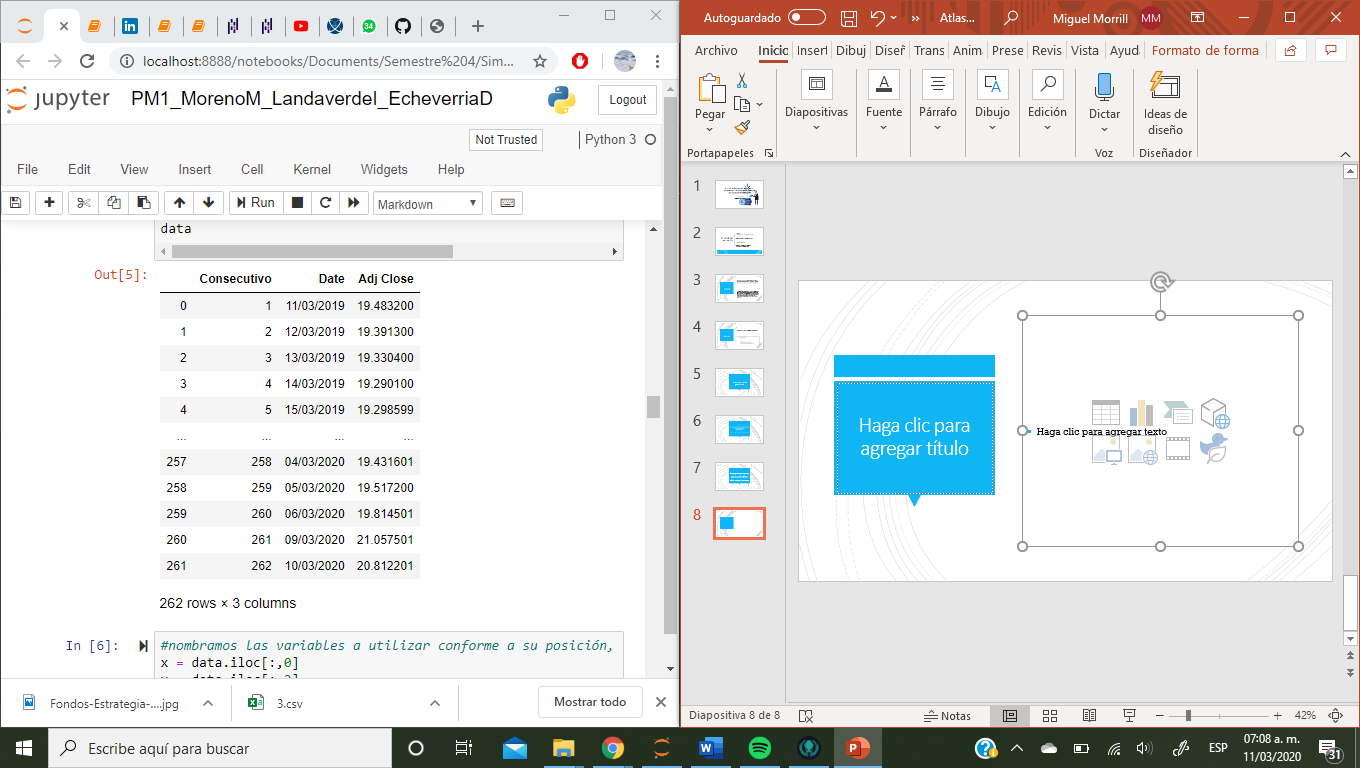 34
localhost:8888/notebooks/Documents/Semestre%204/Sim...
jupyter
PM1_MorenoM_LandaverdeI_EcheverriaD
Logout
Not Trusted
Python 3
File Edit View Insert Cell Kernel Widgets Help
Run
Markdown
data
Out[5]:
Consecutivo Date Adj Close
0 1 11/03/2019 19.483200
1 2 12/03/2019 19.391300
2 3 13/03/2019 19.330400
3 4 14/03/2019 19.290100
4 5 15/03/2019 19.298599
... ... ... ...
257 258 04/03/2020 19.431601
258 259 05/03/2020 19.517200
259 260 06/03/2020 19.814501
260 261 09/03/2020 21.057501
261 262 10/03/2020 20.812201
262 rows × 3 columns
In [6]:
#nombramos las variables a utilizar conforme a su posición,
x = data.iloc[:,0]
Fondos-Estrategia-....jpg
3.csv
Mostrar todo
Autoguardado
Atlas...
Miguel Morrill
MM
Archivo Inicio Insert Dibuj Diseñ Trans Anim Prese Revis Vista Ayud Formato de forma
Pegar
Portapapeles
Diapositivas
Fuente
Párrafo
Dibujo
Edición
Dictar
Voz
Ideas de
diseño
Diseñador
1
2
3
4
5
6
7
8
Haga clic para
agregar título
Haga clic para agregar texto
Diapositiva 8 de 8
Notas
42%
Escribe aquí para buscar
ESP
07:08 a. m.
11/03/2020
31